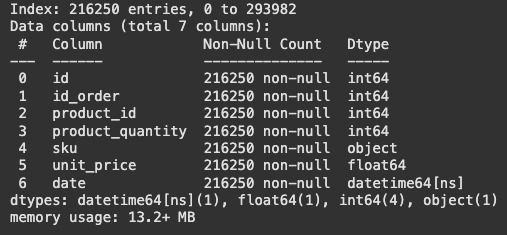 Index: 216250 entries, 0 to 293982
Data columns (total 7 columns):
 #   Column            Non-Null Count   Dtype
---  ------            --------------   -----
 0   id                216250 non-null  int64
 1   id_order          216250 non-null  int64
 2   product_id        216250 non-null  int64
 3   product_quantity  216250 non-null  int64
 4   sku               216250 non-null  object
 5   unit_price        216250 non-null  float64
 6   date              216250 non-null  datetime64[ns]
dtypes: datetime64[ns](1), float64(1), int64(4), object(1)
memory usage: 13.2+ MB